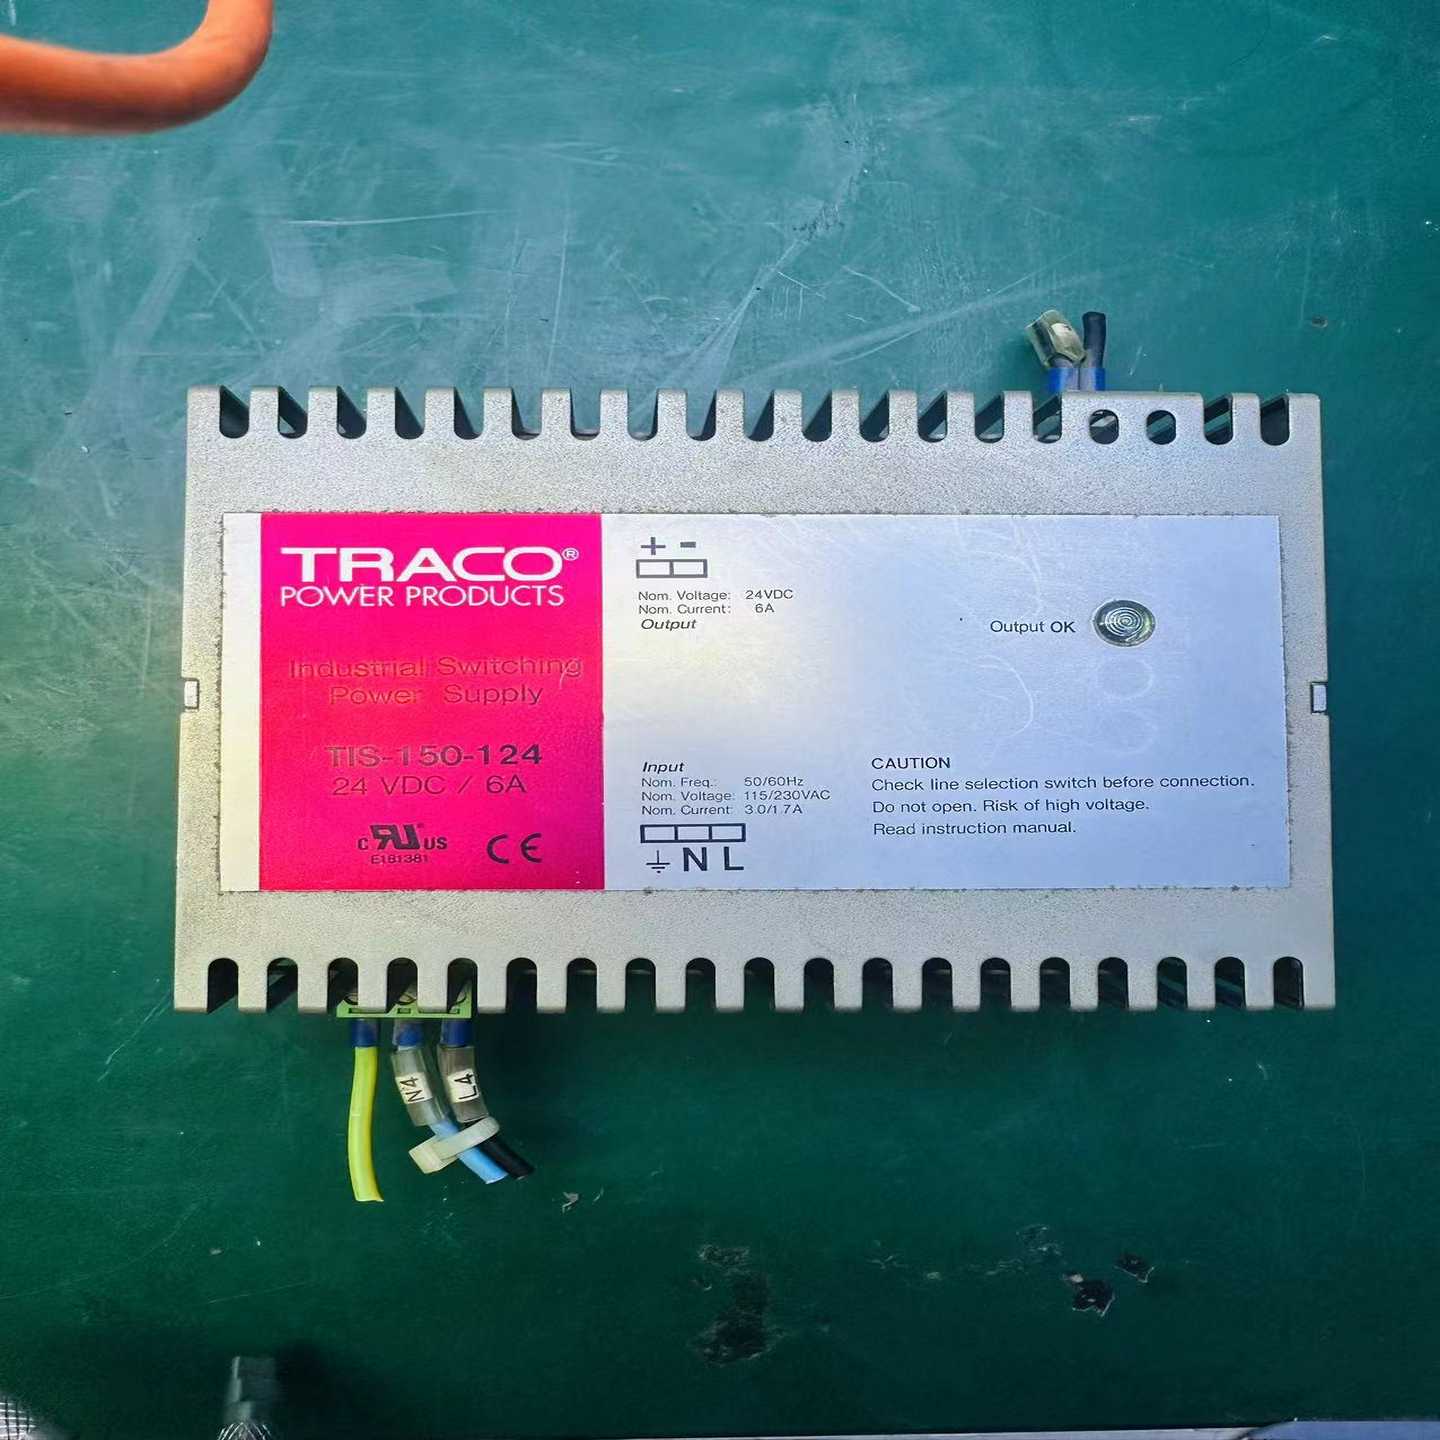 TRACO®
POWER PRODUCTS
Industrial Switching
Power Supply
TIS-150-124
24 VDC / 6A
c RU US
E181381
CE
+ -
Nom. Voltage: 24VDC
Nom. Current: 6A
Output
Output OK
Input
Nom. Freq.: 50/60Hz
Nom. Voltage: 115/230VAC
Nom. Current: 3.0/1.7A
N L
CAUTION
Check line selection switch before connection.
Do not open. Risk of high voltage.
Read instruction manual.
N4
L4